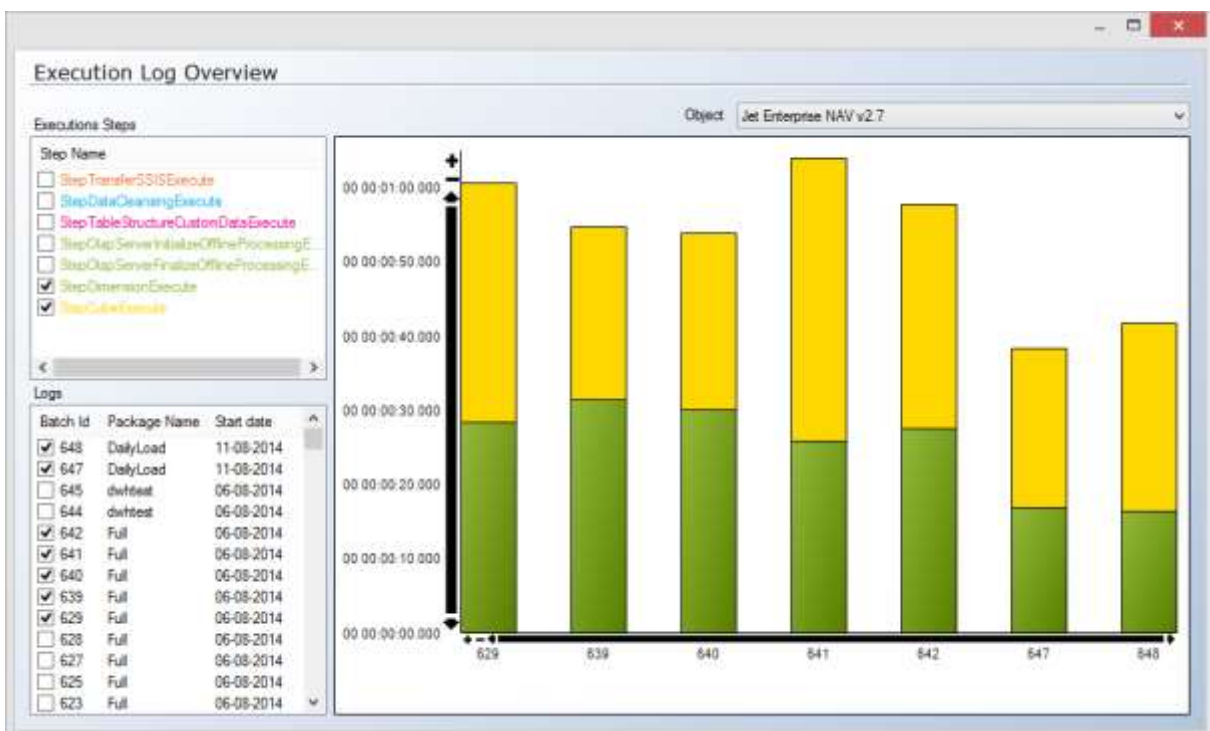 Execution Log Overview
Object Jet Enterprise NAV v2.7
Executions Steps
Step Name
StepTransferSSISExecute
StepDataCleansingExecute
StepTableStructureCustomDataExecute
StepOlapServerInitializeOfflineProcessingE...
StepOlapServerFinalizeOfflineProcessingE...
StepDimensionExecute
StepCubeExecute
Logs
Batch Id Package Name Start date
648 DailyLoad 11-08-2014
647 DailyLoad 11-08-2014
645 dwhtest 06-08-2014
644 dwhtest 06-08-2014
642 Full 06-08-2014
641 Full 06-08-2014
640 Full 06-08-2014
639 Full 06-08-2014
629 Full 06-08-2014
628 Full 06-08-2014
627 Full 06-08-2014
625 Full 06-08-2014
623 Full 06-08-2014
00 00:01:00.000
00 00:00:50.000
00 00:00:40.000
00 00:00:30.000
00 00:00:20.000
00 00:00:10.000
00 00:00:00.000
629 639 640 641 642 647 648